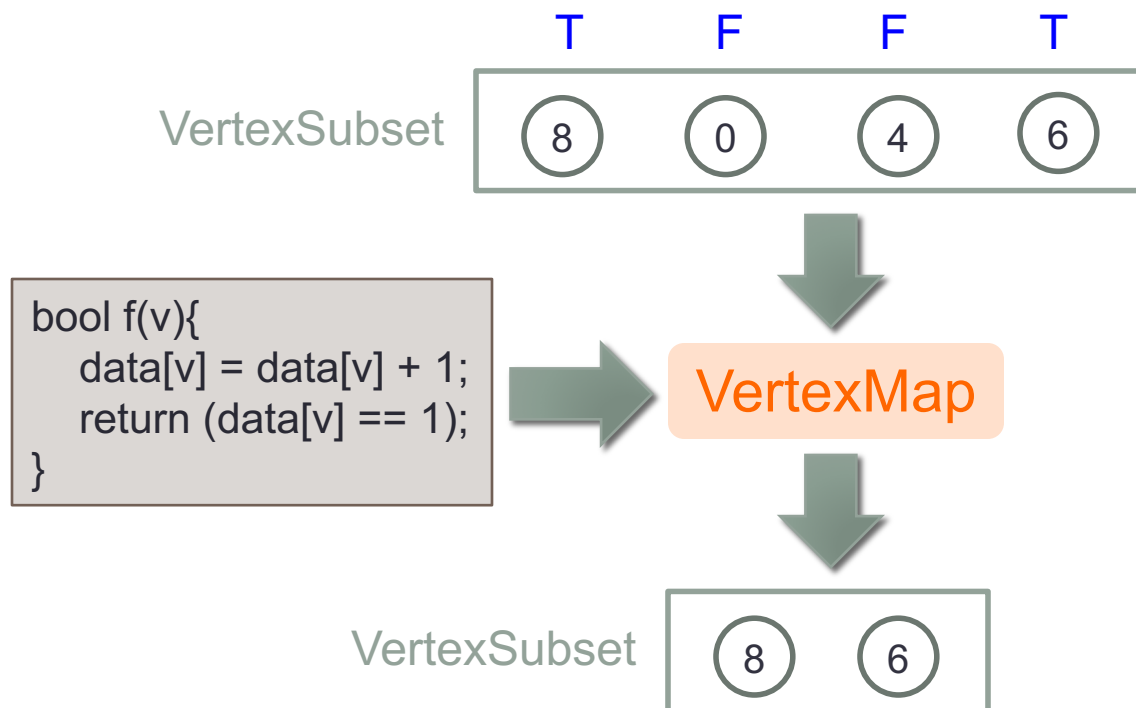 T F F T
VertexSubset 8 0 4 6
bool f(v){
data[v] = data[v] + 1;
return (data[v] == 1);
}
VertexMap
VertexSubset 8 6